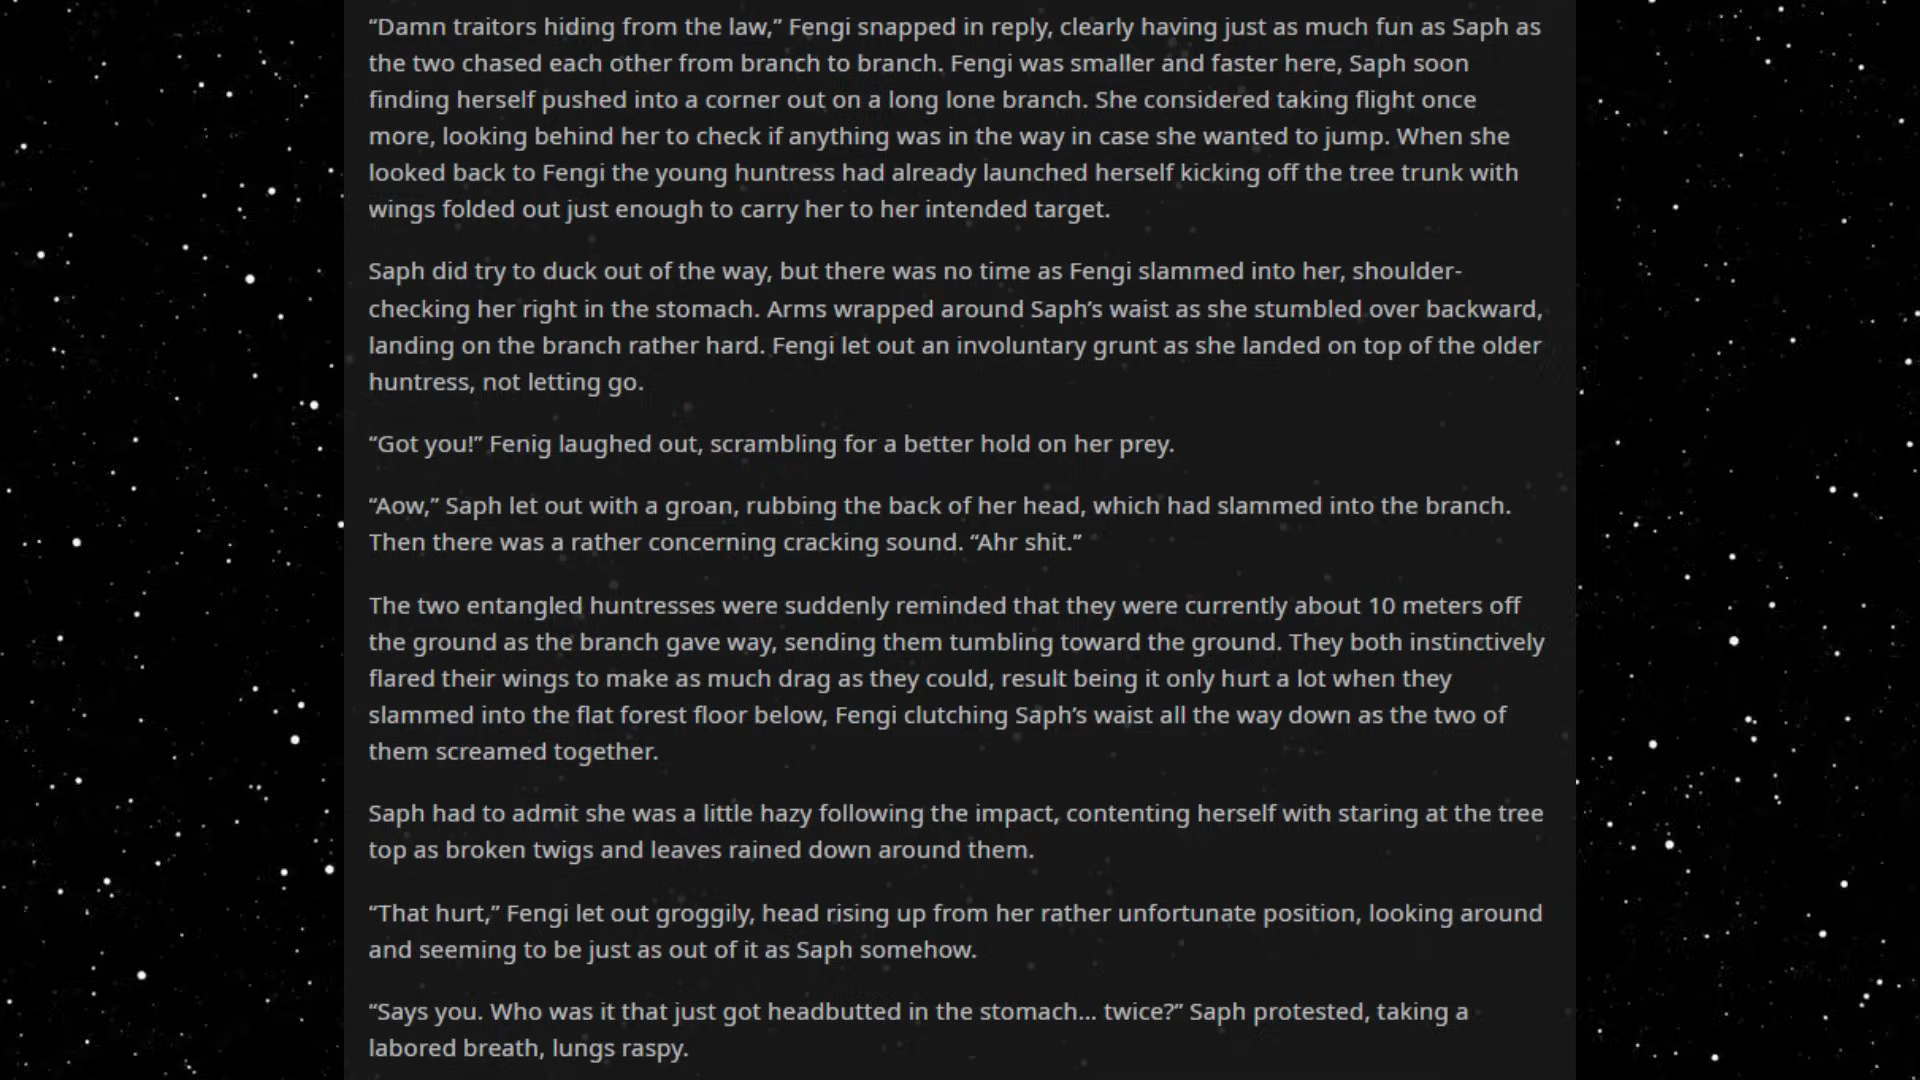 “Damn traitors hiding from the law,” Fengi snapped in reply, clearly having just as much fun as Saph as
the two chased each other from branch to branch. Fengi was smaller and faster here, Saph soon
finding herself pushed into a corner out on a long lone branch. She considered taking flight once
more, looking behind her to check if anything was in the way in case she wanted to jump. When she
looked back to Fengi the young huntress had already launched herself kicking off the tree trunk with
wings folded out just enough to carry her to her intended target.
Saph did try to duck out of the way, but there was no time as Fengi slammed into her, shoulder-
checking her right in the stomach. Arms wrapped around Saph’s waist as she stumbled over backward,
landing on the branch rather hard. Fengi let out an involuntary grunt as she landed on top of the older
huntress, not letting go.
“Got you!” Fenig laughed out, scrambling for a better hold on her prey.
“Aow,” Saph let out with a groan, rubbing the back of her head, which had slammed into the branch.
Then there was a rather concerning cracking sound. “Ahr shit.”
The two entangled huntresses were suddenly reminded that they were currently about 10 meters off
the ground as the branch gave way, sending them tumbling toward the ground. They both instinctively
flared their wings to make as much drag as they could, result being it only hurt a lot when they
slammed into the flat forest floor below, Fengi clutching Saph’s waist all the way down as the two of
them screamed together.
Saph had to admit she was a little hazy following the impact, contenting herself with staring at the tree
top as broken twigs and leaves rained down around them.
“That hurt,” Fengi let out groggily, head rising up from her rather unfortunate position, looking around
and seeming to be just as out of it as Saph somehow.
“Says you. Who was it that just got headbutted in the stomach... twice?” Saph protested, taking a
labored breath, lungs raspy.